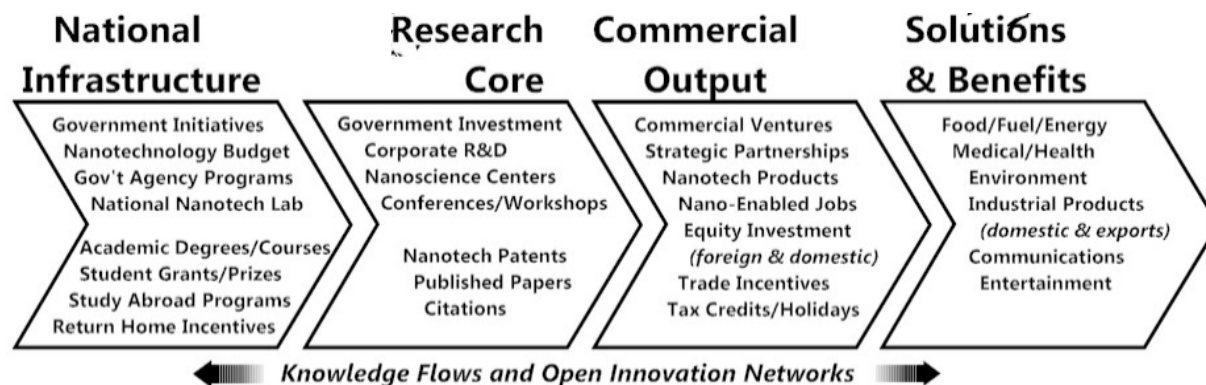 National
Infrastructure
Government Initiatives
Nanotechnology Budget
Gov't Agency Programs
National Nanotech Lab
Academic Degrees/Courses
Student Grants/Prizes
Study Abroad Programs
Return Home Incentives
Research
Core
Government Investment
Corporate R&D
Nanoscience Centers
Conferences/Workshops
Nanotech Patents
Published Papers
Citations
Commercial
Output
Commercial Ventures
Strategic Partnerships
Nanotech Products
Nano-Enabled Jobs
Equity Investment
(foreign & domestic)
Trade Incentives
Tax Credits/Holidays
Solutions
& Benefits
Food/Fuel/Energy
Medical/Health
Environment
Industrial Products
(domestic & exports)
Communications
Entertainment
Knowledge Flows and Open Innovation Networks